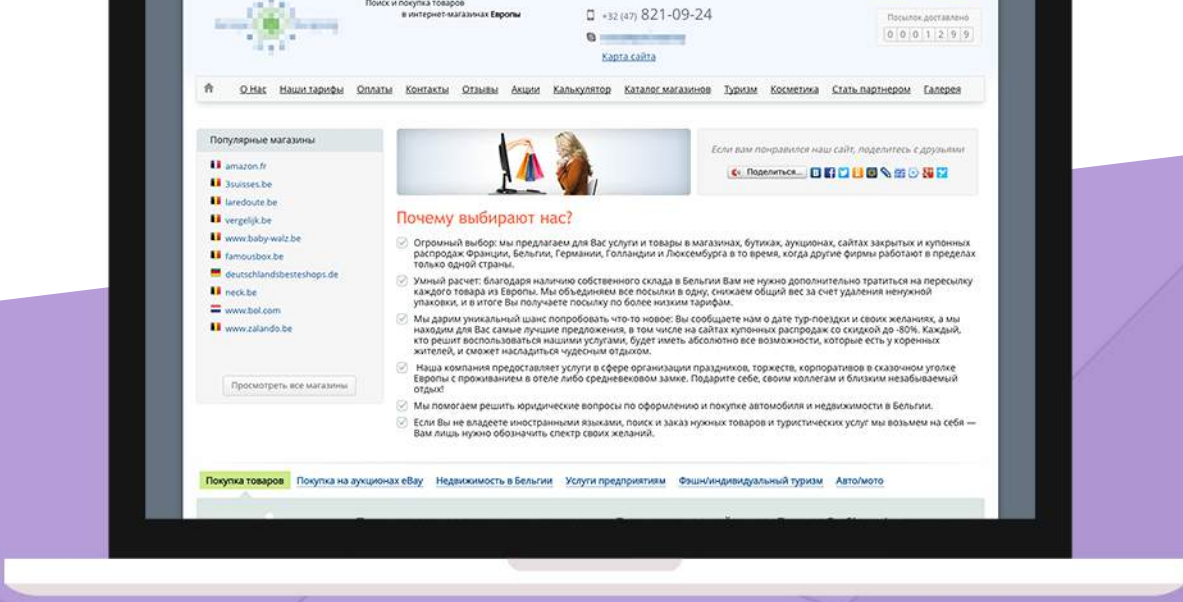 Поиск и покупка товаров
в интернет-магазинах Европы
+32 (47) 821-09-24
Карта сайта
Посылок доставлено
0 0 0 1 2 9 9
О Нас Наши тарифы Оплаты Контакты Отзывы Акции Калькулятор Каталог магазинов Туризм Косметика Стать партнером Галерея
Популярные магазины
amazon.fr
3suisses.be
laredoute.be
vergelijk.be
www.baby-walz.be
famousbox.be
deutschlandsbesteshops.de
neck.be
www.bol.com
www.zalando.be
Просмотреть все магазины
Если вам понравился наш сайт, поделитесь с друзьями
Поделиться...
Почему выбирают нас?
Огромный выбор: мы предлагаем для Вас услуги и товары в магазинах, бутиках, аукционах, сайтах закрытых и купонных
распродаж Франции, Бельгии, Германии, Голландии и Люксембурга в то время, когда другие фирмы работают в пределах
только одной страны.
Умный расчет: благодаря наличию собственного склада в Бельгии Вам не нужно дополнительно тратиться на пересылку
каждого товара из Европы. Мы объединяем все посылки в одну, снижаем общий вес за счет удаления ненужной
упаковки, и в итоге Вы получаете посылку по более низким тарифам.
Мы дарим уникальный шанс попробовать что-то новое: Вы сообщаете нам о дате тур-поездки и своих желаниях, а мы
находим для Вас самые лучшие предложения, в том числе на сайтах купонных распродаж со скидкой до -80%. Каждый,
кто решит воспользоваться нашими услугами, будет иметь абсолютно все возможности, которые есть у коренных
жителей, и сможет насладиться чудесным отдыхом.
Наша компания предоставляет услуги в сфере организации праздников, торжеств, корпоративов в сказочном уголке
Европы с проживанием в отеле либо средневековом замке. Подарите себе, своим коллегам и близким незабываемый
отдых!
Мы помогаем решить юридические вопросы по оформлению и покупке автомобиля и недвижимости в Бельгии.
Если Вы не владеете иностранными языками, поиск и заказ нужных товаров и туристических услуг мы возьмем на себя —
Вам лишь нужно обозначить спектр своих желаний.
Покупка товаров Покупка на аукционах eBay Недвижимость в Бельгии Услуги предприятиям Фэшн/индивидуальный туризм Авто/мото